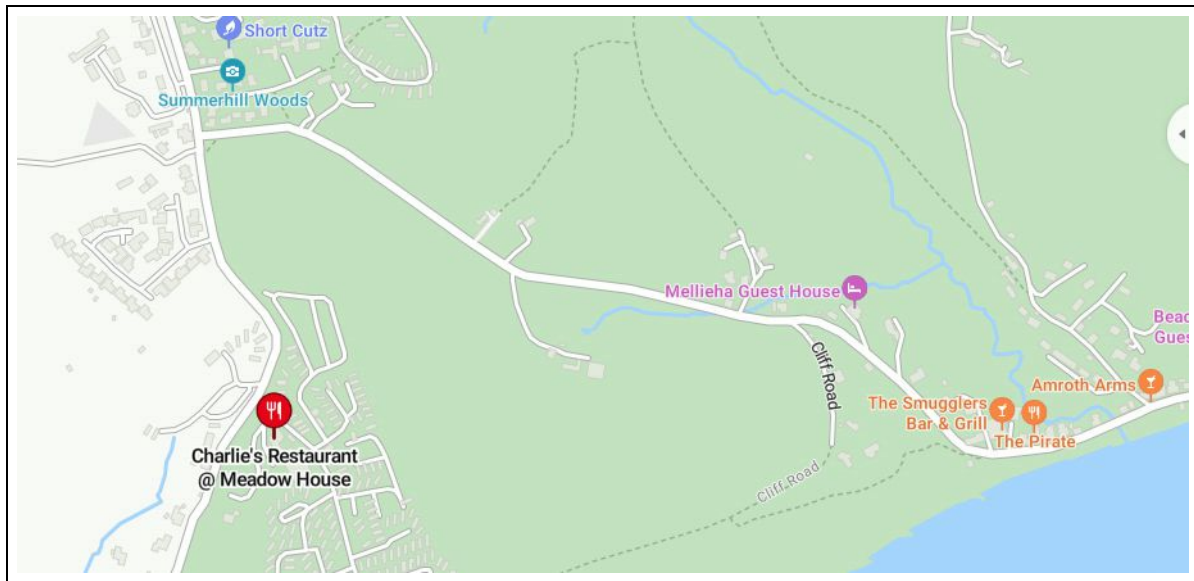 Short Cutz
Summerhill Woods
Mellieha Guest House
Beac
Gues
Cliff Road
Amroth Arms
The Smugglers
Bar & Grill
The Pirate
Charlie's Restaurant
@ Meadow House
Cliff Road